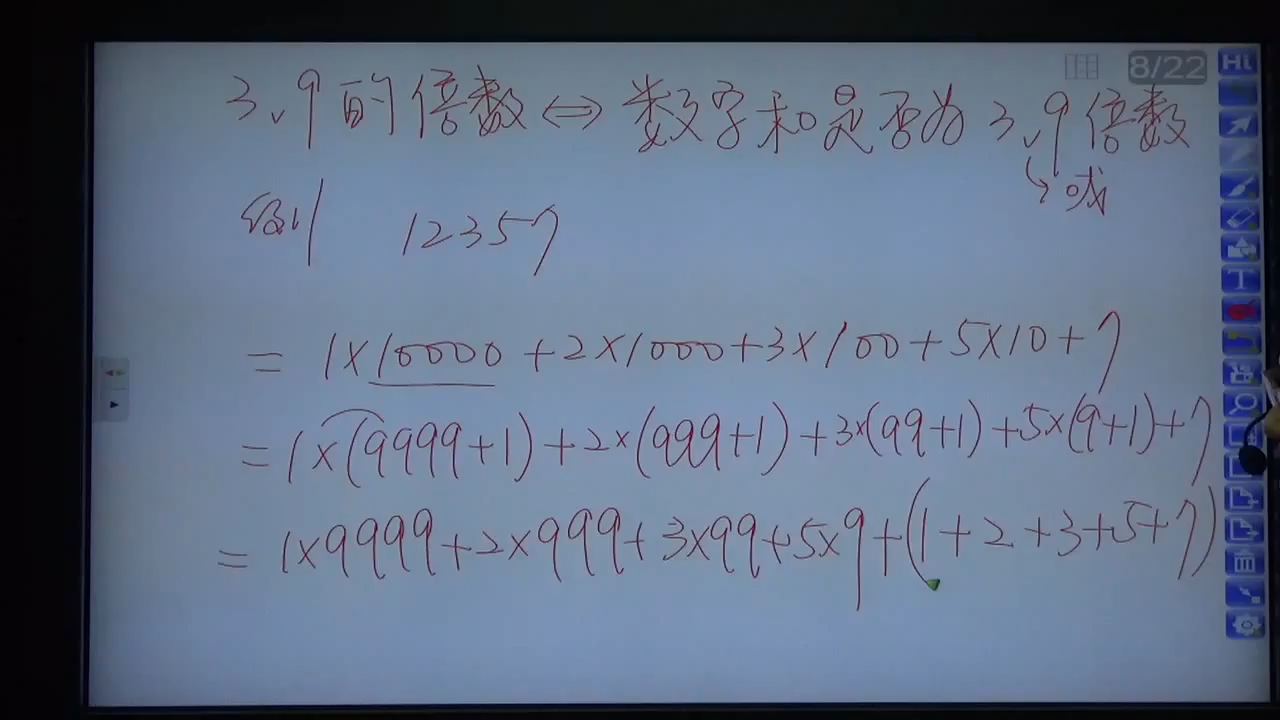 8/22
Hi
3、9的倍数⇔数字和是否为3、9倍数
↳或
12357
= 1×10000+2×1000+3×100+5×10+7
=1×(9999+1)+2×(999+1)+3×(99+1)+5×(9+1)+7
= 1×9999+2×999+3×99+5×9+(1+2+3+5+7)